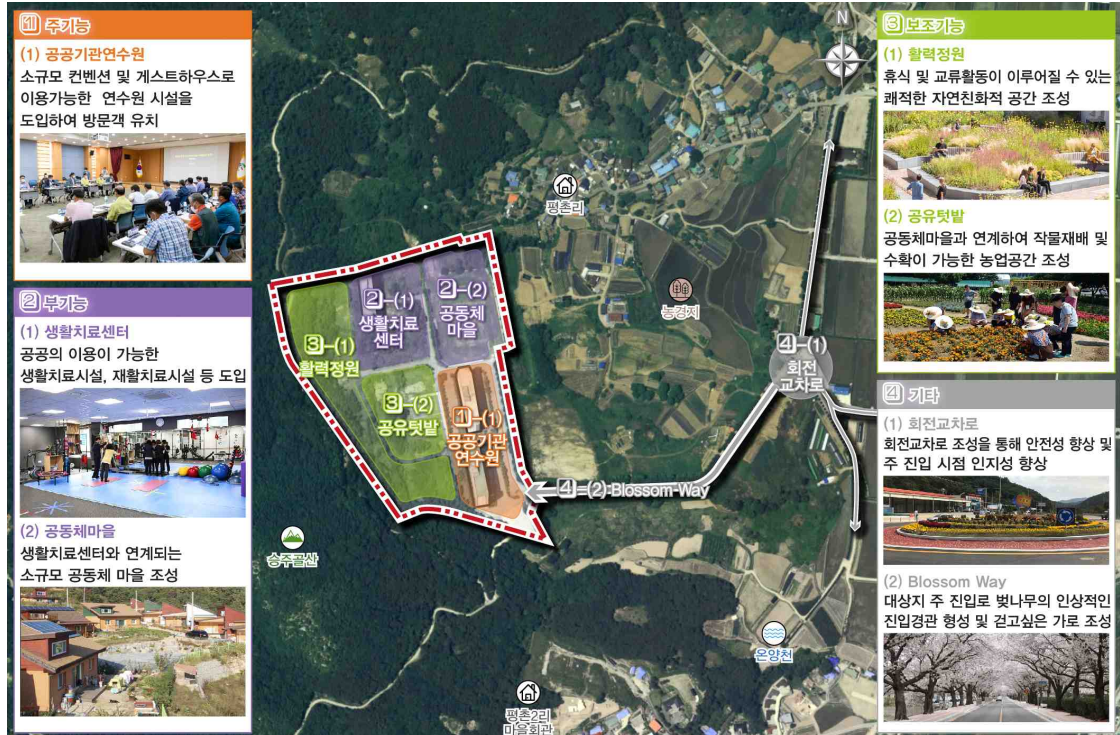 1 주기능
(1) 공공기관연수원
소규모 컨벤션 및 게스트하우스로
이용가능한 연수원 시설을
도입하여 방문객 유치
2 부기능
(1) 생활치료센터
공공의 이용이 가능한
생활치료시설, 재활치료시설 등 도입
(2) 공동체마을
생활치료센터와 연계되는
소규모 공동체 마을 조성
N
평촌리
농경지
2-(1)
생활치료
센터
2-(2)
공동체
마을
3-(1)
활력정원
3-(2)
공유텃밭
1-(1)
공공기관
연수원
4-(1)
회전
교차로
4-(2) Blossom Way
승주골산
온양천
평촌2리
마을회관
3 보조기능
(1) 활력정원
휴식 및 교류활동이 이루어질 수 있는
쾌적한 자연친화적 공간 조성
(2) 공유텃밭
공동체마을과 연계하여 작물재배 및
수확이 가능한 농업공간 조성
4 기타
(1) 회전교차로
회전교차로 조성을 통해 안전성 향상 및
주 진입 시점 인지성 향상
(2) Blossom Way
대상지 주 진입로 벚나무의 인상적인
진입경관 형성 및 걷고싶은 가로 조성